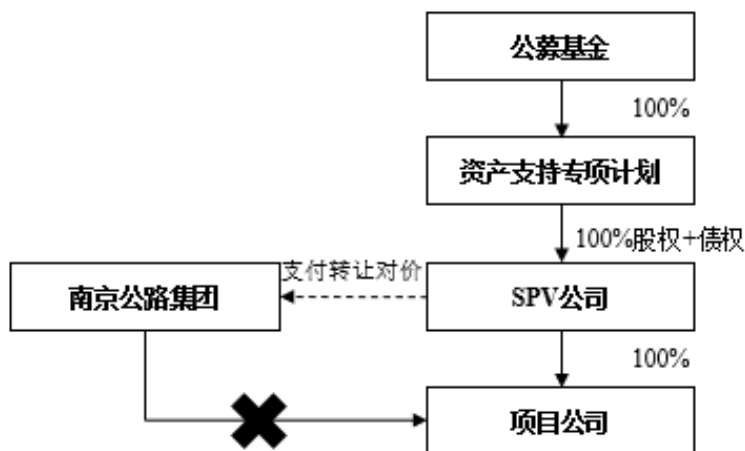 公募基金
100%
资产支持专项计划
100%股权+债权
支付转让对价
南京公路集团
SPV公司
100%
项目公司